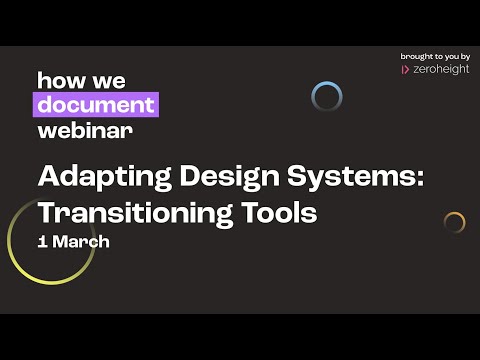 brought to you by
zeroheight
how we
document
webinar
Adapting Design Systems:
Transitioning Tools
1 March